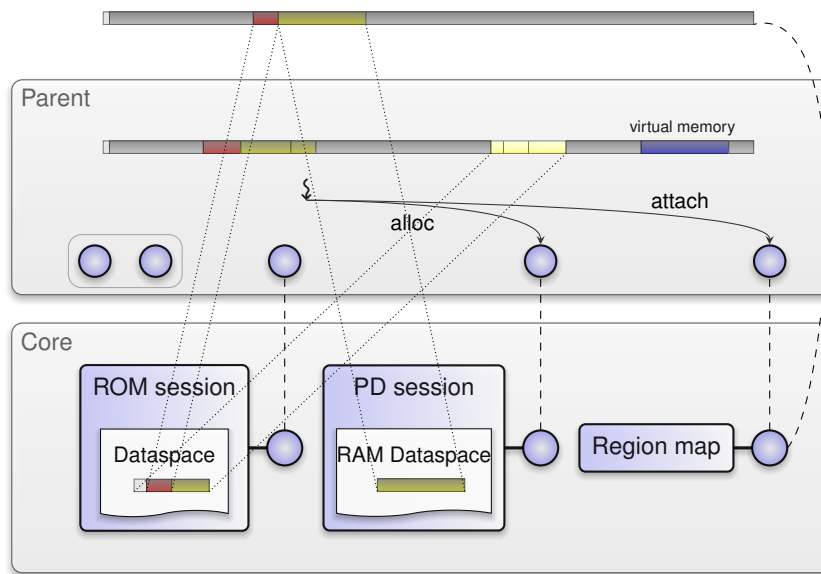 Parent
virtual memory
attach
alloc
Core
ROM session
PD session
Dataspace
RAM Dataspace
Region map